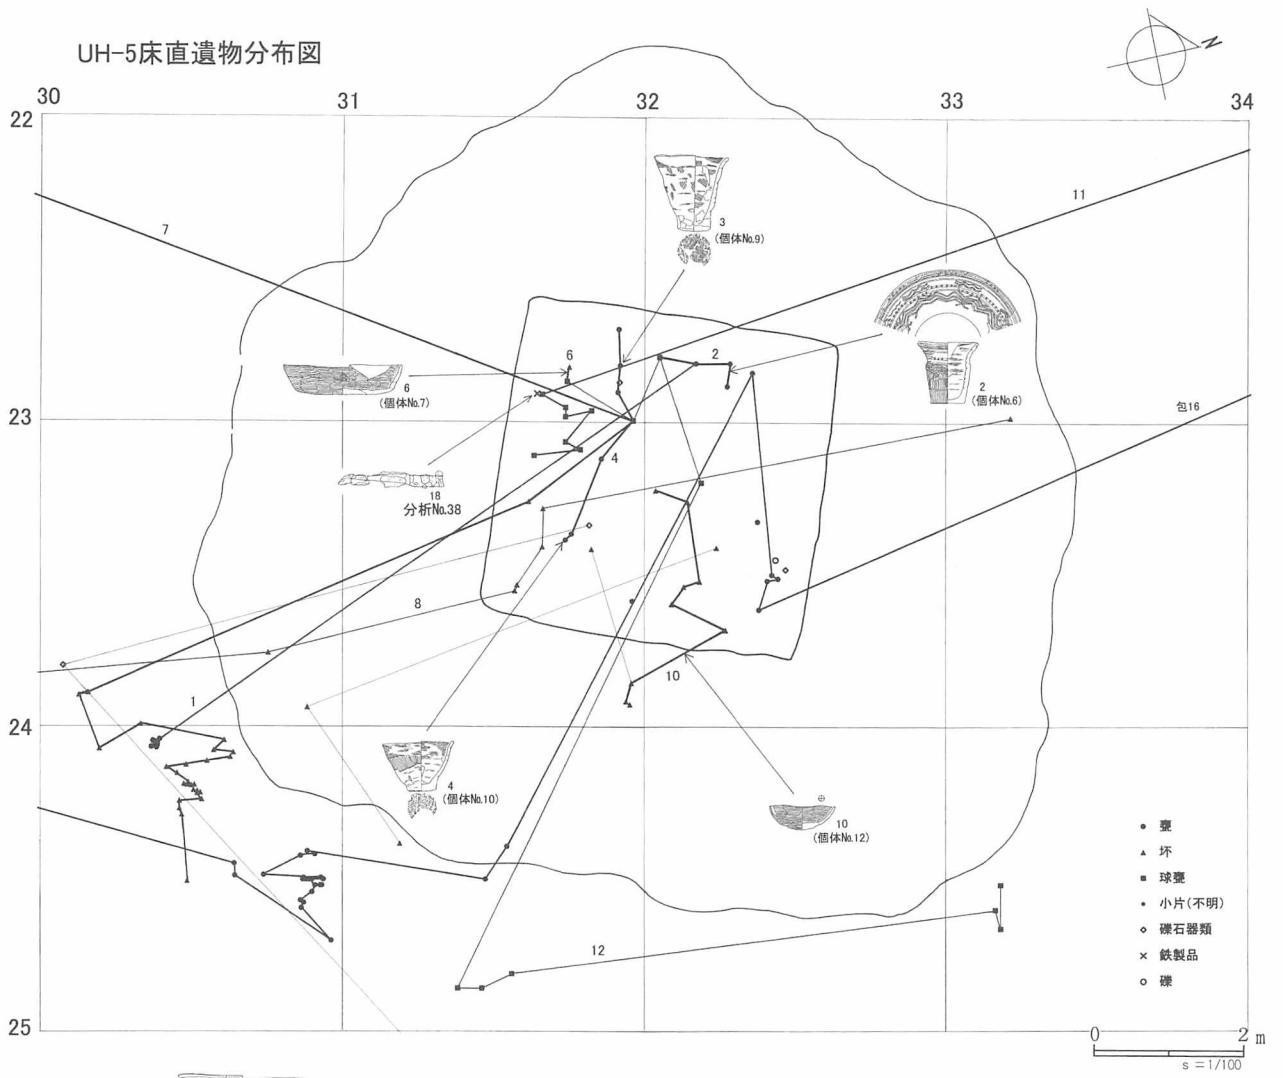 UH-5床直遺物分布図
N
30
31
32
33
34
22
23
24
25
7
11
3
(個体No.9)
6
2
6
(個体No.7)
2
(個体No.6)
包16
18
分析No.38
4
8
1
10
4
(個体No.10)
10
(個体No.12)
12
甕
坏
球甕
小片(不明)
礫石器類
鉄製品
礫
0 2 m
s=1/100